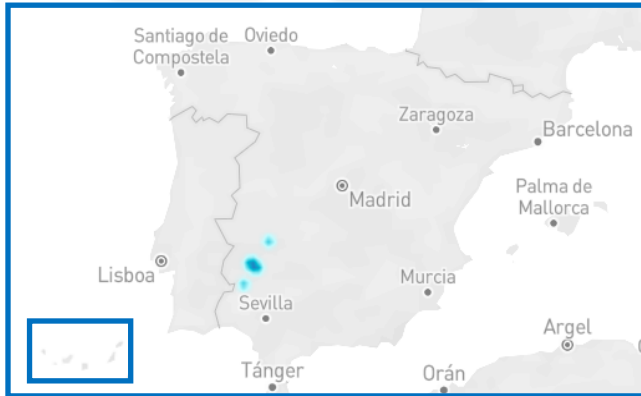 Santiago de
Compostela
Oviedo
Zaragoza
Barcelona
Madrid
Palma de
Mallorca
Lisboa
Murcia
Sevilla
Argel
Tánger
Orán